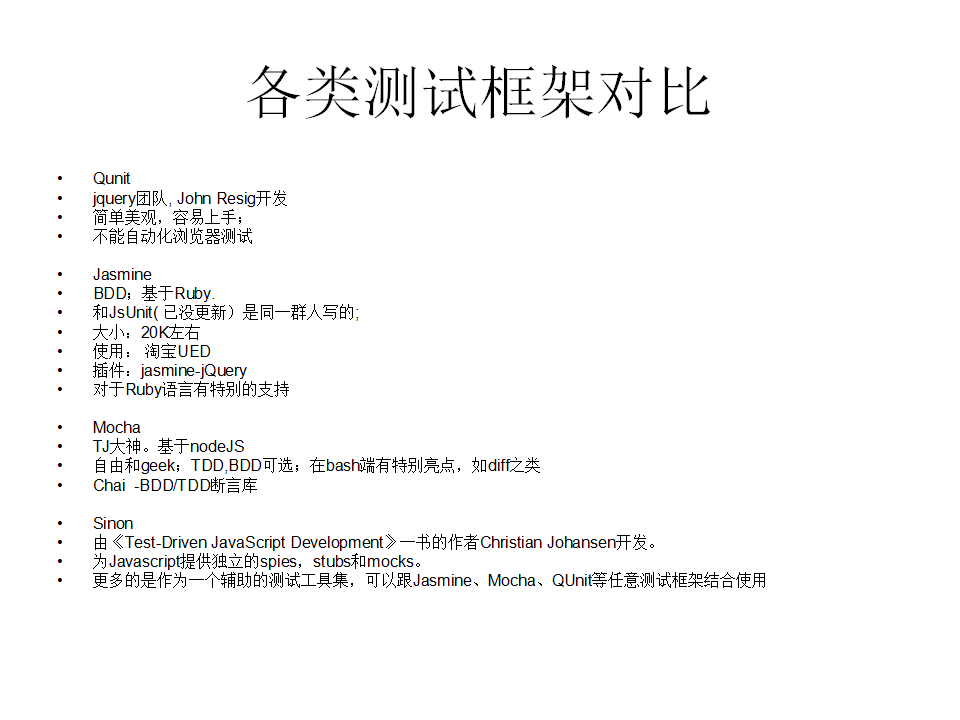 各类测试框架对比
• Qunit
• jquery团队, John Resig开发
• 简单美观，容易上手；
• 不能自动化浏览器测试
• Jasmine
• BDD；基于Ruby.
• 和JsUnit( 已没更新）是同一群人写的;
• 大小：20K左右
• 使用： 淘宝UED
• 插件：jasmine-jQuery
• 对于Ruby语言有特别的支持
• Mocha
• TJ大神。基于nodeJS
• 自由和geek；TDD,BDD可选；在bash端有特别亮点，如diff之类
• Chai -BDD/TDD断言库
• Sinon
• 由《Test-Driven JavaScript Development》一书的作者Christian Johansen开发。
• 为Javascript提供独立的spies，stubs和mocks。
• 更多的是作为一个辅助的测试工具集，可以跟Jasmine、Mocha、QUnit等任意测试框架结合使用